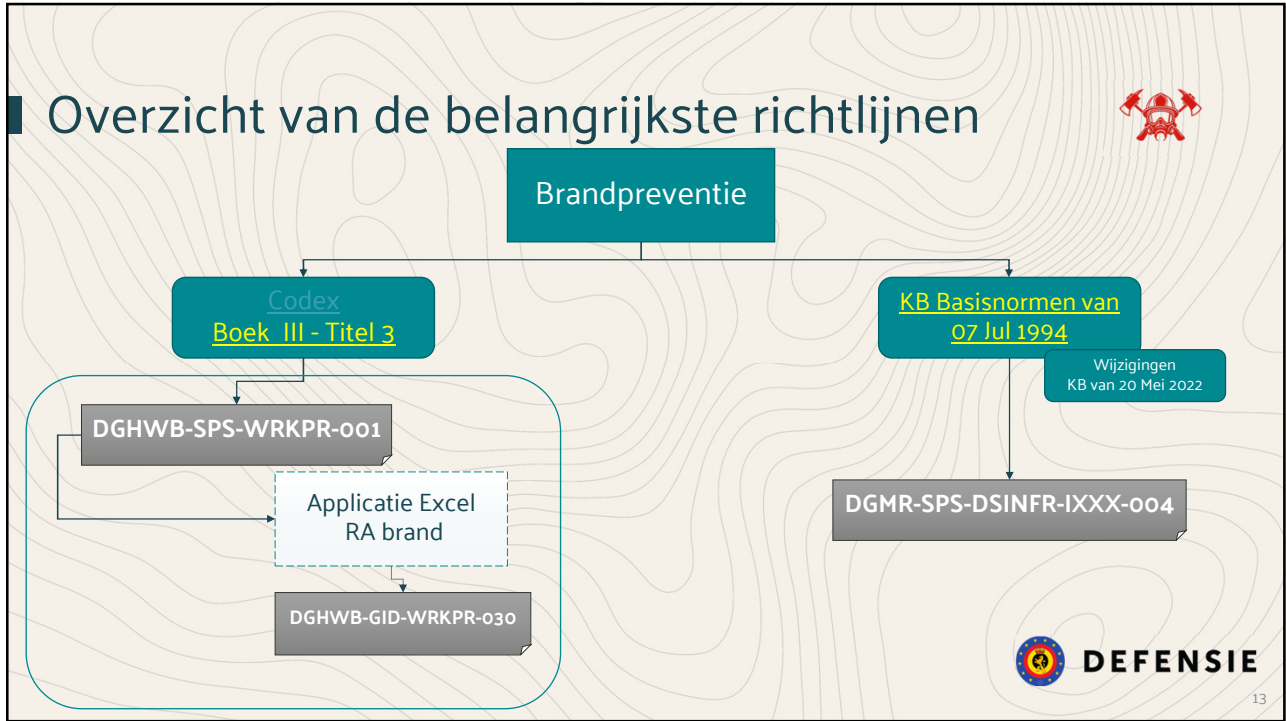 Overzicht van de belangrijkste richtlijnen
Brandpreventie
Codex
Boek III - Titel 3
KB Basisnormen van
07 Jul 1994
Wijzigingen
KB van 20 Mei 2022
DGHWB-SPS-WRKPR-001
Applicatie Excel
RA brand
DGHWB-GID-WRKPR-030
DGMR-SPS-DSINFR-IXXX-004
DEFENSIE
13